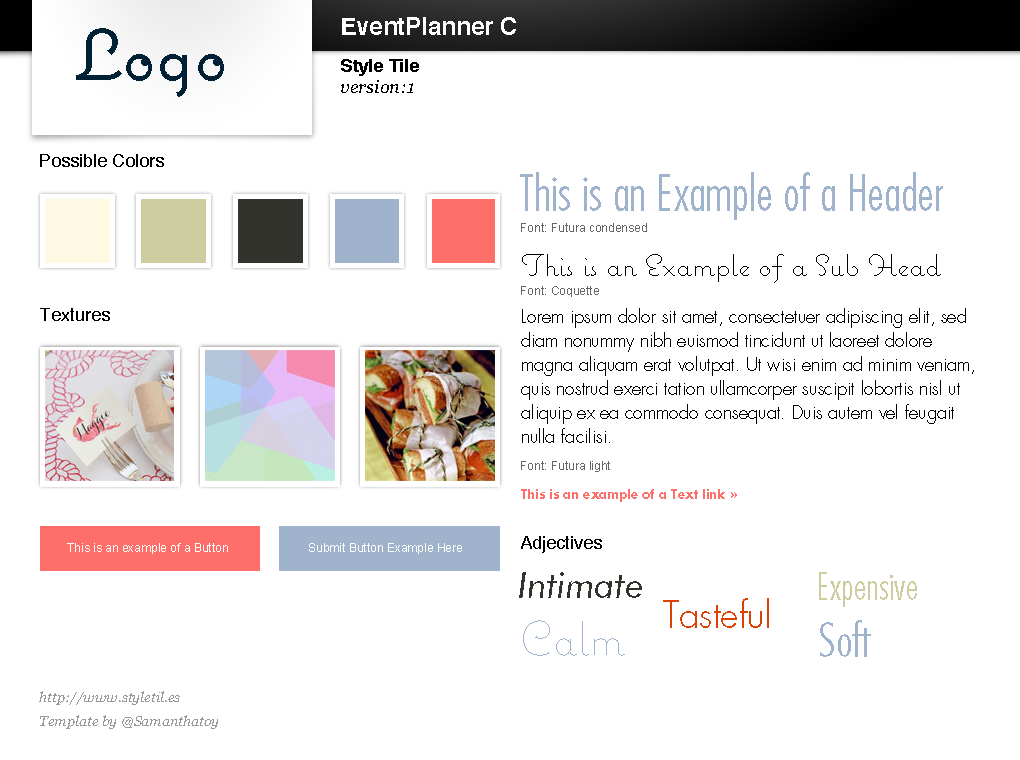 Logo
EventPlanner C
Style Tile
version:1
Possible Colors
Textures
Maggie
This is an example of a Button
Submit Button Example Here
This is an Example of a Header
Font: Futura condensed
This is an Example of a Sub Head
Font: Coquette
Lorem ipsum dolor sit amet, consectetuer adipiscing elit, sed
diam nonummy nibh euismod tincidunt ut laoreet dolore
magna aliquam erat volutpat. Ut wisi enim ad minim veniam,
quis nostrud exerci tation ullamcorper suscipit lobortis nisl ut
aliquip ex ea commodo consequat. Duis autem vel feugait
nulla facilisi.
Font: Futura light
This is an example of a Text link »
Adjectives
Intimate
Tasteful
Expensive
Calm
Soft
http://www.styletil.es
Template by @Samanthatoy